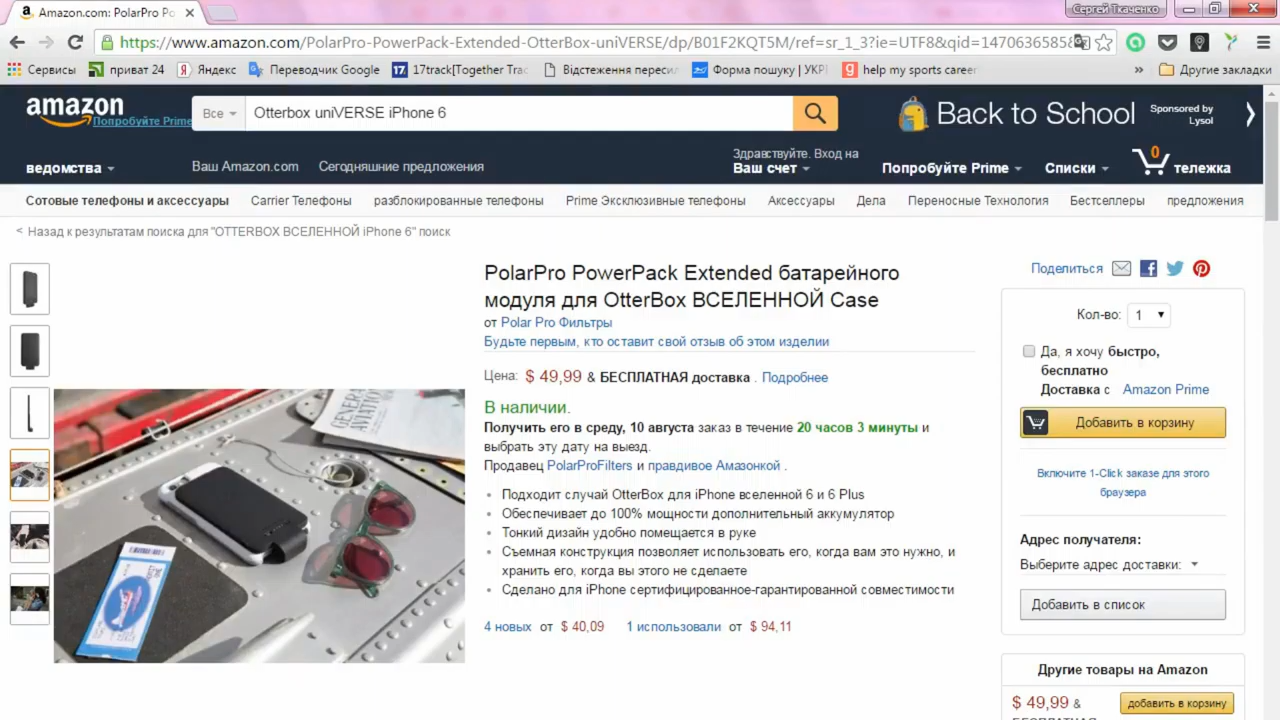 Amazon.com: PolarPro Po
Сергей Ткаченко
https://www.amazon.com/PolarPro-PowerPack-Extended-Otterbox-uniVERSE/dp/B01F2KQT5M/ref=sr_1_3?ie=UTF8&qid=1470636585
Сервисы приват 24 Яндекс Переводчик Google 17track[Together Trac Відстеження пересил Форма пошуку | УКРІ help my sports career » Другие закладки
amazon
Попробуйте Prime
Все
Otterbox uniVERSE iPhone 6
Back to School
Sponsored by
Lysol
ведомства
Ваш Amazon.com Сегодняшние предложения
Здравствуйте. Вход на
Ваш счет
Попробуйте Prime
Списки
0
тележка
Сотовые телефоны и аксессуары Carrier Телефоны разблокированные телефоны Prime Эксклюзивные телефоны Аксессуары Дела Переносные Технология Бестселлеры предложения
< Назад к результатам поиска для "OTTERBOX ВСЕЛЕННОЙ iPhone 6" поиск
GENERAL
AVIATION
PolarPro PowerPack Extended батарейного
модуля для OtterBox ВСЕЛЕННОЙ Case
от Polar Pro Фильтры
Будьте первым, кто оставит свой отзыв об этом изделии
Цена: $ 49,99 & БЕСПЛАТНАЯ доставка . Подробнее
В наличии.
Получить его в среду, 10 августа заказ в течение 20 часов 3 минуты и
выбрать эту дату на выезд.
Продавец PolarProFilters и правдивое Амазонкой .
Подходит случай OtterBox для iPhone вселенной 6 и 6 Plus
Обеспечивает до 100% мощности дополнительный аккумулятор
Тонкий дизайн удобно помещается в руке
Съемная конструкция позволяет использовать его, когда вам это нужно, и
хранить его, когда вы этого не сделаете
Сделано для iPhone сертифицированное-гарантированной совместимости
4 новых от $ 40,09 1 использовали от $ 94,11
Поделиться
Кол-во: 1
Да, я хочу быстро,
бесплатно
Доставка с Amazon Prime
Добавить в корзину
Включите 1-Click заказе для этого
браузера
Адрес получателя:
Выберите адрес доставки:
Добавить в список
Другие товары на Amazon
$ 49,99 &
добавить в корзину